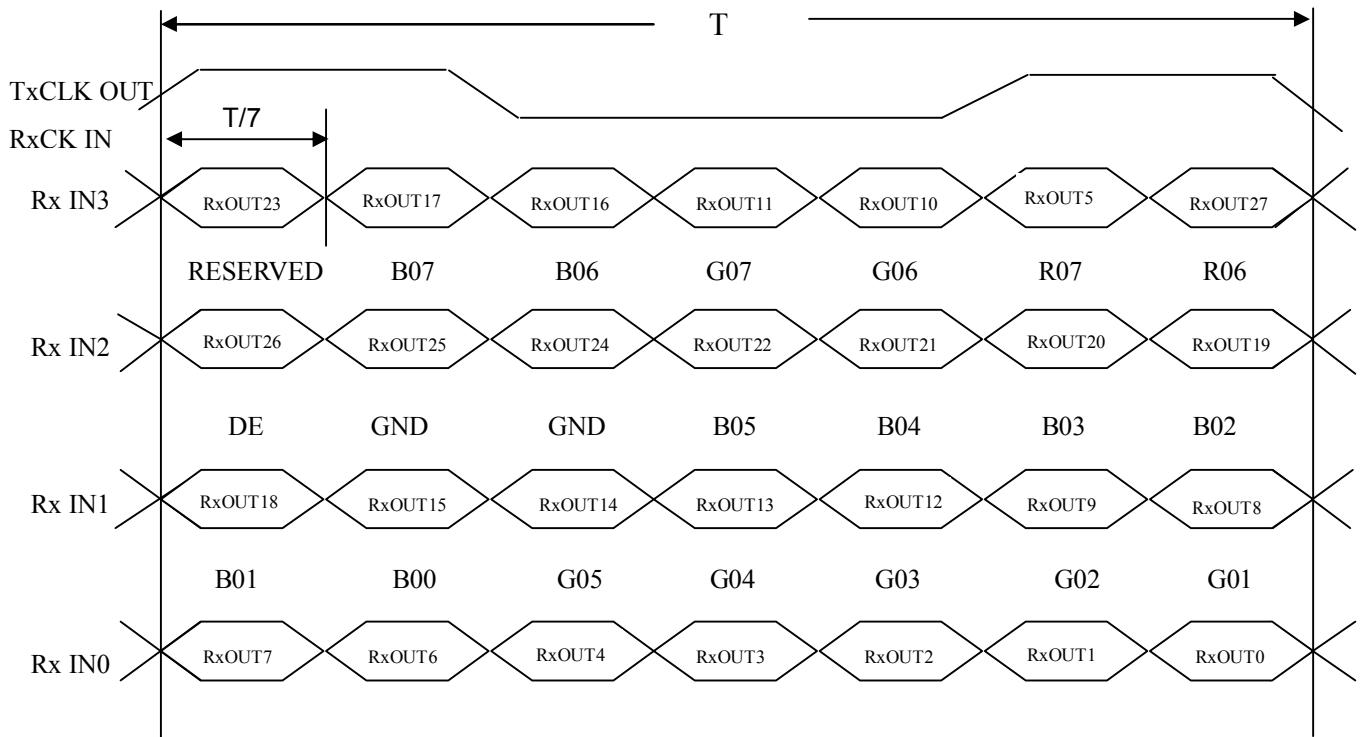 T
TxCLK OUT
T/7
RxCK IN
Rx IN3 RxOUT23 RxOUT17 RxOUT16 RxOUT11 RxOUT10 RxOUT5 RxOUT27
RESERVED B07 B06 G07 G06 R07 R06
Rx IN2 RxOUT26 RxOUT25 RxOUT24 RxOUT22 RxOUT21 RxOUT20 RxOUT19
DE GND GND B05 B04 B03 B02
Rx IN1 RxOUT18 RxOUT15 RxOUT14 RxOUT13 RxOUT12 RxOUT9 RxOUT8
B01 B00 G05 G04 G03 G02 G01
Rx IN0 RxOUT7 RxOUT6 RxOUT4 RxOUT3 RxOUT2 RxOUT1 RxOUT0